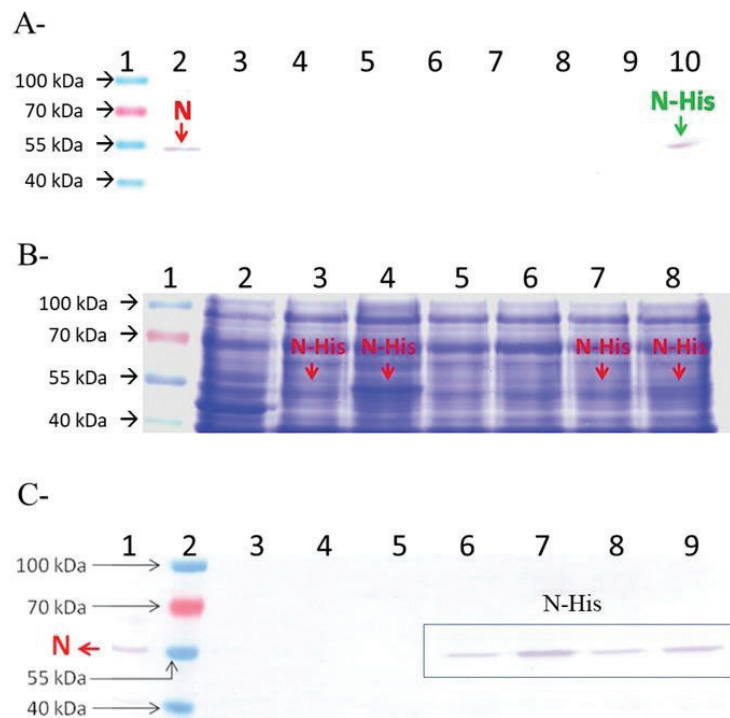 A-
1 2 3 4 5 6 7 8 9 10
100 kDa →
70 kDa →
N
N-His
55 kDa →
40 kDa →
B-
1 2 3 4 5 6 7 8
100 kDa →
70 kDa →
N-His N-His N-His N-His
55 kDa →
40 kDa →
C-
1 2 3 4 5 6 7 8 9
100 kDa
70 kDa
N-His
N
55 kDa
40 kDa